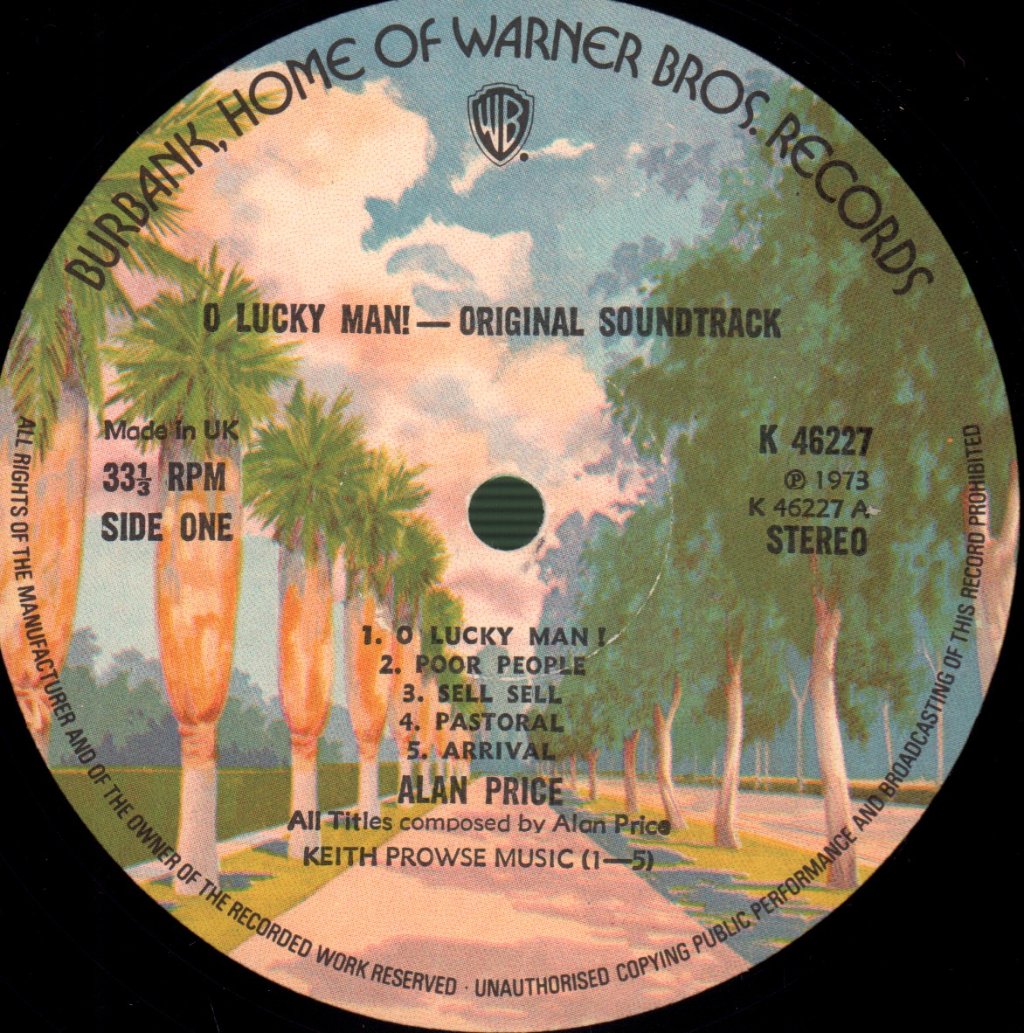 BURBANK, HOME OF WARNER BROS. RECORDS
WB
O LUCKY MAN! — ORIGINAL SOUNDTRACK
Made in UK
33⅓ RPM
SIDE ONE
K 46227
℗ 1973
K 46227 A
STEREO
1. O LUCKY MAN!
2. POOR PEOPLE
3. SELL SELL
4. PASTORAL
5. ARRIVAL
ALAN PRICE
All Titles composed by Alan Price
KEITH PROWSE MUSIC (1—5)
ALL RIGHTS OF THE MANUFACTURER AND OF THE OWNER OF THE RECORDED WORK RESERVED · UNAUTHORISED COPYING PUBLIC PERFORMANCE AND BROADCASTING OF THIS RECORD PROHIBITED